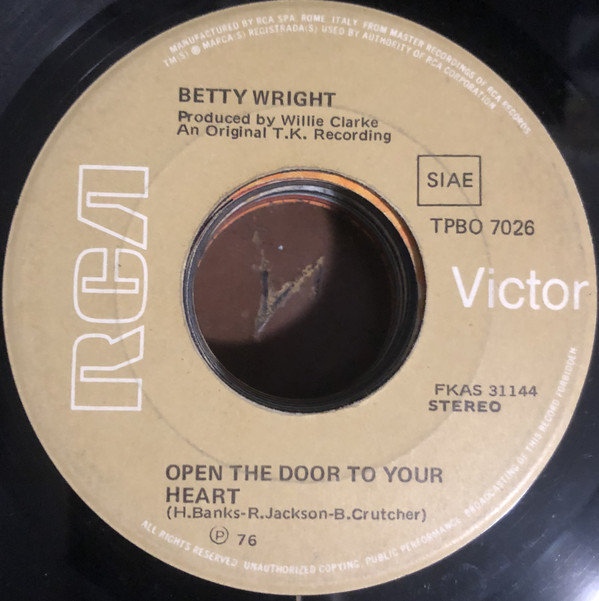 MANUFACTURED BY RCA SPA. ROME. ITALY. FROM MASTER RECORDINGS OF RCA RECORDS.
TM(S) ® MARCA(S) REGISTRADA(S) USED BY AUTHORITY OF RCA CORPORATION.
BETTY WRIGHT
Produced by Willie Clarke
An Original T.K. Recording
SIAE
TPBO 7026
RCA
Victor
FKAS 31144
STEREO
OPEN THE DOOR TO YOUR
HEART
(H.Banks-R.Jackson-B.Crutcher)
Ⓟ 76
ALL RIGHTS RESERVED. UNAUTHORIZED COPYING, PUBLIC PERFORMANCE, BROADCASTING OF THIS RECORD FORBIDDEN.